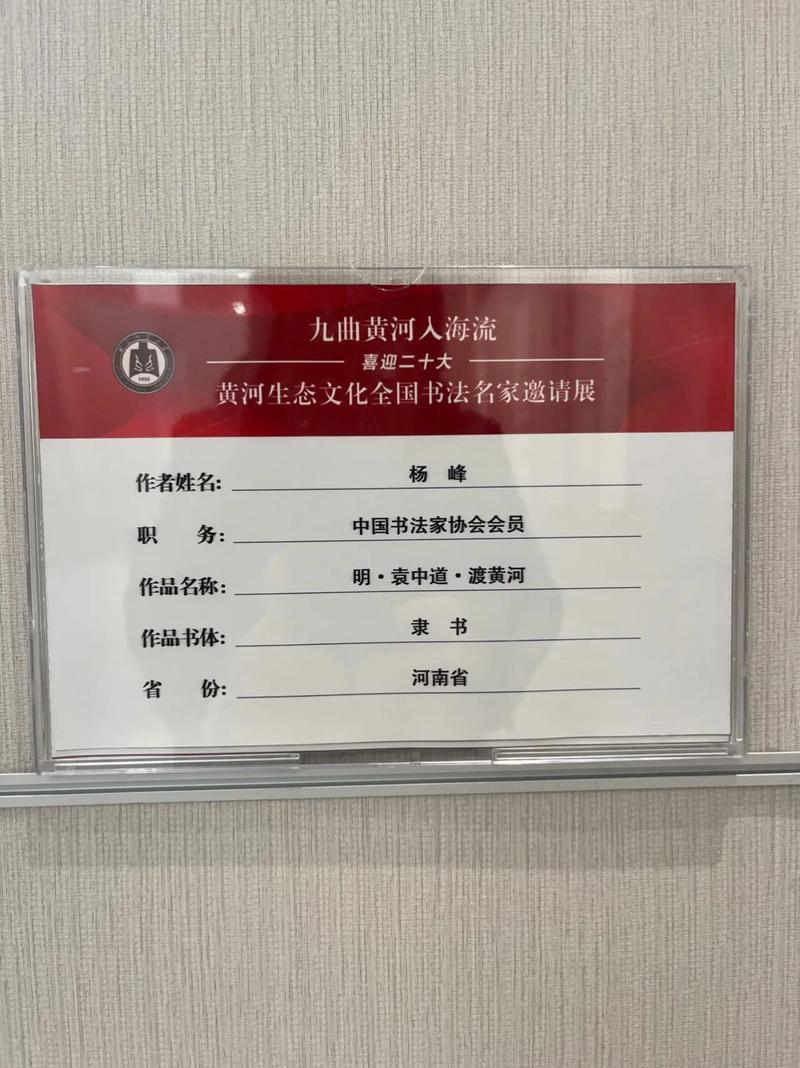 九曲黄河入海流
喜迎二十大
黄河生态文化全国书法名家邀请展
作者姓名: 杨 峰
职 务: 中国书法家协会会员
作品名称: 明·袁中道·渡黄河
作品书体: 隶 书
省 份: 河南省